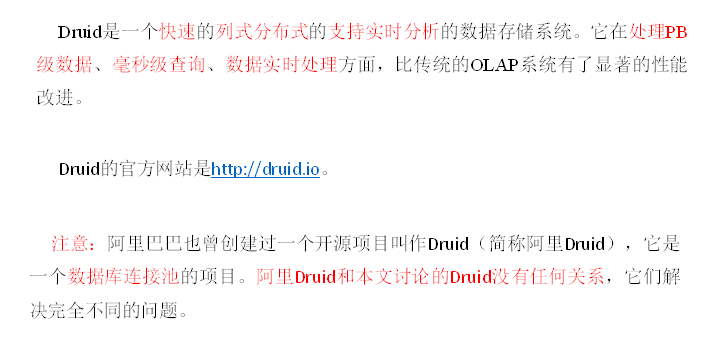 Druid是一个快速的列式分布式的支持实时分析的数据存储系统。它在处理PB
级数据、毫秒级查询、数据实时处理方面，比传统的OLAP系统有了显著的性能
改进。
Druid的官方网站是http://druid.io。
注意：阿里巴巴也曾创建过一个开源项目叫作Druid（简称阿里Druid），它是
一个数据库连接池的项目。阿里Druid和本文讨论的Druid没有任何关系，它们解
决完全不同的问题。